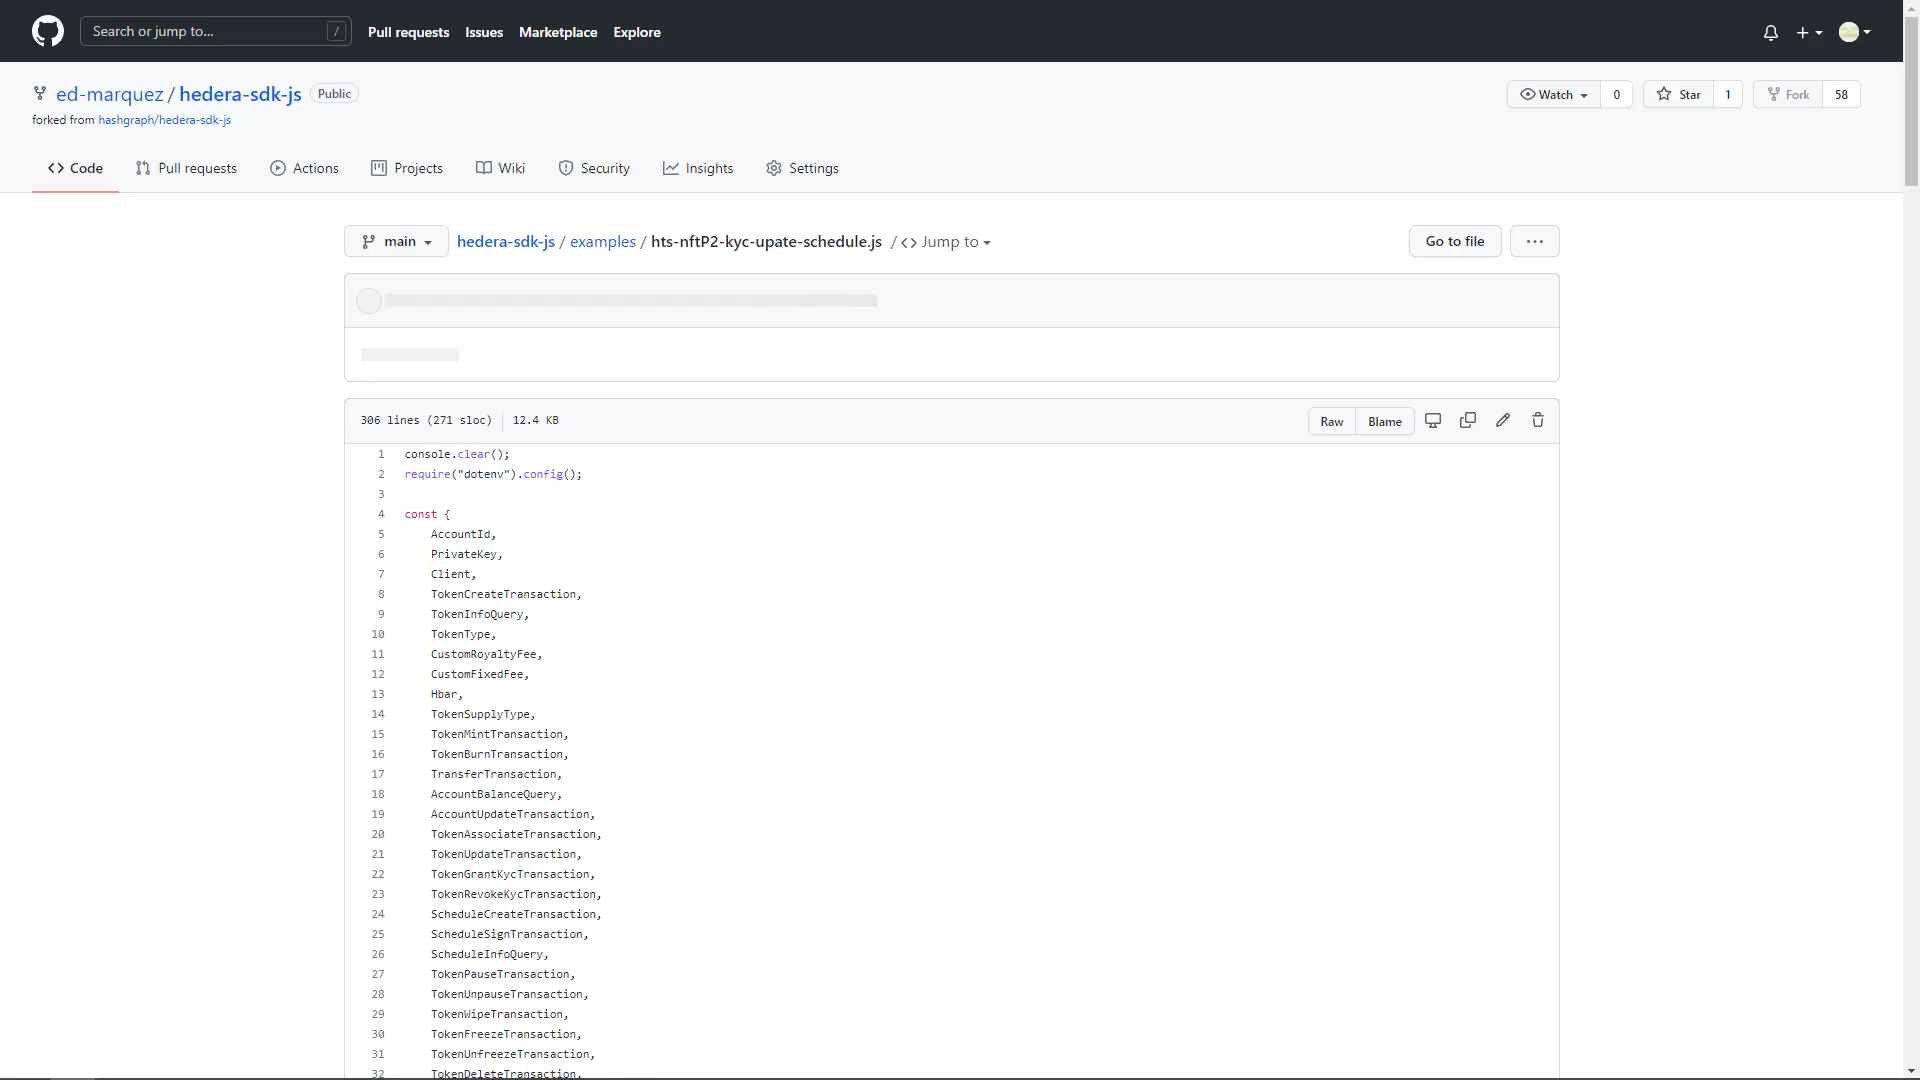 Search or jump to... /
Pull requests Issues Marketplace Explore
ed-marquez / hedera-sdk-js Public
Watch 0 Star 1 Fork 58
forked from hashgraph/hedera-sdk-js
Code Pull requests Actions Projects Wiki Security Insights Settings
main hedera-sdk-js / examples / hts-nftP2-kyc-upate-schedule.js / <> Jump to
Go to file ...
306 lines (271 sloc) 12.4 KB
Raw Blame
1 console.clear();
2 require("dotenv").config();
3
4 const {
5 AccountId,
6 PrivateKey,
7 Client,
8 TokenCreateTransaction,
9 TokenInfoQuery,
10 TokenType,
11 CustomRoyaltyFee,
12 CustomFixedFee,
13 Hbar,
14 TokenSupplyType,
15 TokenMintTransaction,
16 TokenBurnTransaction,
17 TransferTransaction,
18 AccountBalanceQuery,
19 AccountUpdateTransaction,
20 TokenAssociateTransaction,
21 TokenUpdateTransaction,
22 TokenGrantKycTransaction,
23 TokenRevokeKycTransaction,
24 ScheduleCreateTransaction,
25 ScheduleSignTransaction,
26 ScheduleInfoQuery,
27 TokenPauseTransaction,
28 TokenUnpauseTransaction,
29 TokenWipeTransaction,
30 TokenFreezeTransaction,
31 TokenUnfreezeTransaction,
32 TokenDeleteTransaction,